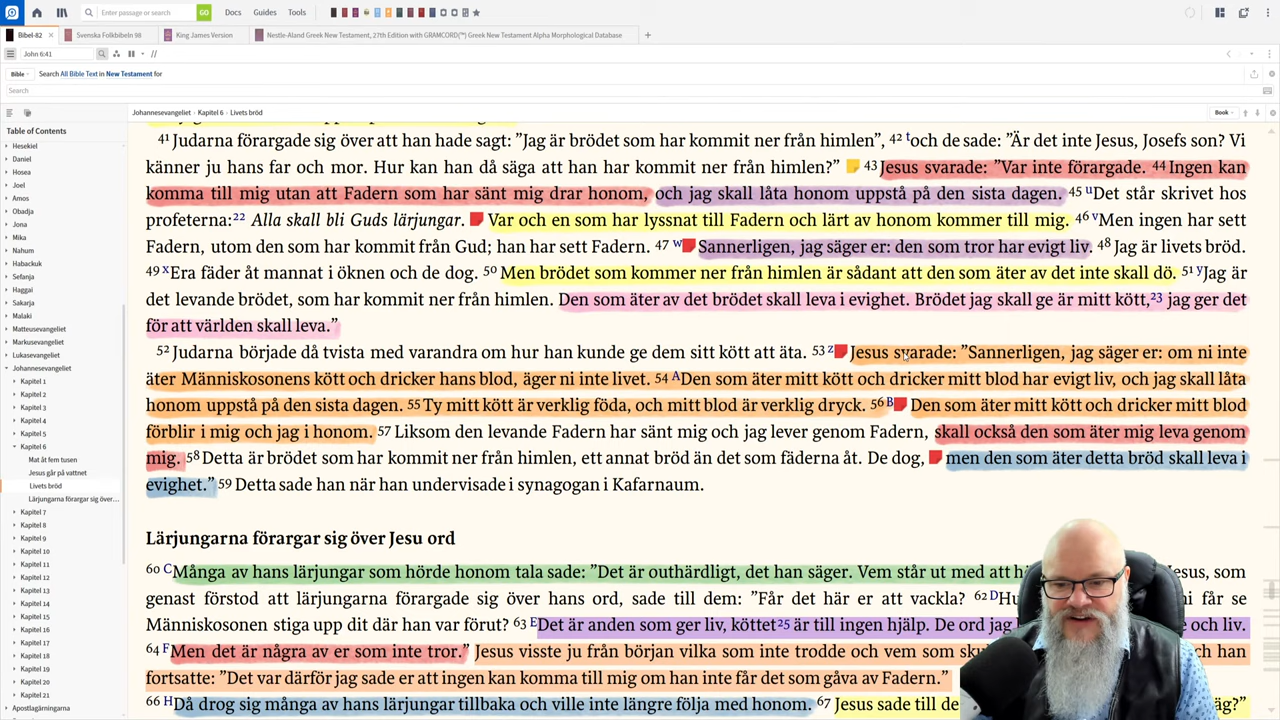 Enter passage or search
GO
Docs
Guides
Tools
Bibel-82
Svenska Folkbibeln 98
King James Version
Nestle-Aland Greek New Testament, 27th Edition with GRAMCORD(™) Greek New Testament Alpha Morphological Database
John 6:41
Bible
Search All Bible Text in New Testament for
Search
Johannesevangeliet › Kapitel 6 › Livets bröd
Book
Table of Contents
Hesekiel
Daniel
Hosea
Joel
Amos
Obadja
Jona
Mika
Nahum
Habackuk
Sefanja
Haggai
Sakarja
Malaki
Matteusevangeliet
Markusevangeliet
Lukasevangeliet
Johannesevangeliet
Kapitel 1
Kapitel 2
Kapitel 3
Kapitel 4
Kapitel 5
Kapitel 6
Mat åt fem tusen
Jesus går på vattnet
Livets bröd
Lärjungarna förargar sig över...
Kapitel 7
Kapitel 8
Kapitel 9
Kapitel 10
Kapitel 11
Kapitel 12
Kapitel 13
Kapitel 14
Kapitel 15
Kapitel 16
Kapitel 17
Kapitel 18
Kapitel 19
Kapitel 20
Kapitel 21
Apostlagärningarna
41 Judarna förargade sig över att han hade sagt: ”Jag är brödet som har kommit ner från himlen”, 42 t och de sade: ”Är det inte Jesus, Josefs son? Vi
känner ju hans far och mor. Hur kan han då säga att han har kommit ner från himlen?” 43 Jesus svarade: ”Var inte förargade. 44 Ingen kan
komma till mig utan att Fadern som har sänt mig drar honom, och jag skall låta honom uppstå på den sista dagen. 45 u Det står skrivet hos
profeterna:22 Alla skall bli Guds lärjungar. Var och en som har lyssnat till Fadern och lärt av honom kommer till mig. 46 v Men ingen har sett
Fadern, utom den som har kommit från Gud; han har sett Fadern. 47 w Sannerligen, jag säger er: den som tror har evigt liv. 48 Jag är livets bröd.
49 x Era fäder åt mannat i öknen och de dog. 50 Men brödet som kommer ner från himlen är sådant att den som äter av det inte skall dö. 51 y Jag är
det levande brödet, som har kommit ner från himlen. Den som äter av det brödet skall leva i evighet. Brödet jag skall ge är mitt kött,23 jag ger det
för att världen skall leva.”
52 Judarna började då tvista med varandra om hur han kunde ge dem sitt kött att äta. 53 z Jesus svarade: ”Sannerligen, jag säger er: om ni inte
äter Människosonens kött och dricker hans blod, äger ni inte livet. 54 A Den som äter mitt kött och dricker mitt blod har evigt liv, och jag skall låta
honom uppstå på den sista dagen. 55 Ty mitt kött är verklig föda, och mitt blod är verklig dryck. 56 B Den som äter mitt kött och dricker mitt blod
förblir i mig och jag i honom. 57 Liksom den levande Fadern har sänt mig och jag lever genom Fadern, skall också den som äter mig leva genom
mig. 58 Detta är brödet som har kommit ner från himlen, ett annat bröd än det som fäderna åt. De dog, men den som äter detta bröd skall leva i
evighet.” 59 Detta sade han när han undervisade i synagogan i Kafarnaum.
Lärjungarna förargar sig över Jesu ord
60 C Många av hans lärjungar som hörde honom tala sade: ”Det är outhärdligt, det han säger. Vem står ut med att Jesus, som
genast förstod att lärjungarna förargade sig över hans ord, sade till dem: ”Får det här er att vackla? 62 D ni får se
Människosonen stiga upp dit där han var förut? 63 E Det är anden som ger liv, köttet25 är till ingen hjälp. De ord jag och liv.
64 F Men det är några av er som inte tror.” Jesus visste ju från början vilka som inte trodde och vem som och han
fortsatte: ”Det var därför jag sade er att ingen kan komma till mig om han inte får det som gåva av Fadern.”
66 H Då drog sig många av hans lärjungar tillbaka och ville inte längre följa med honom. 67 Jesus sade till de